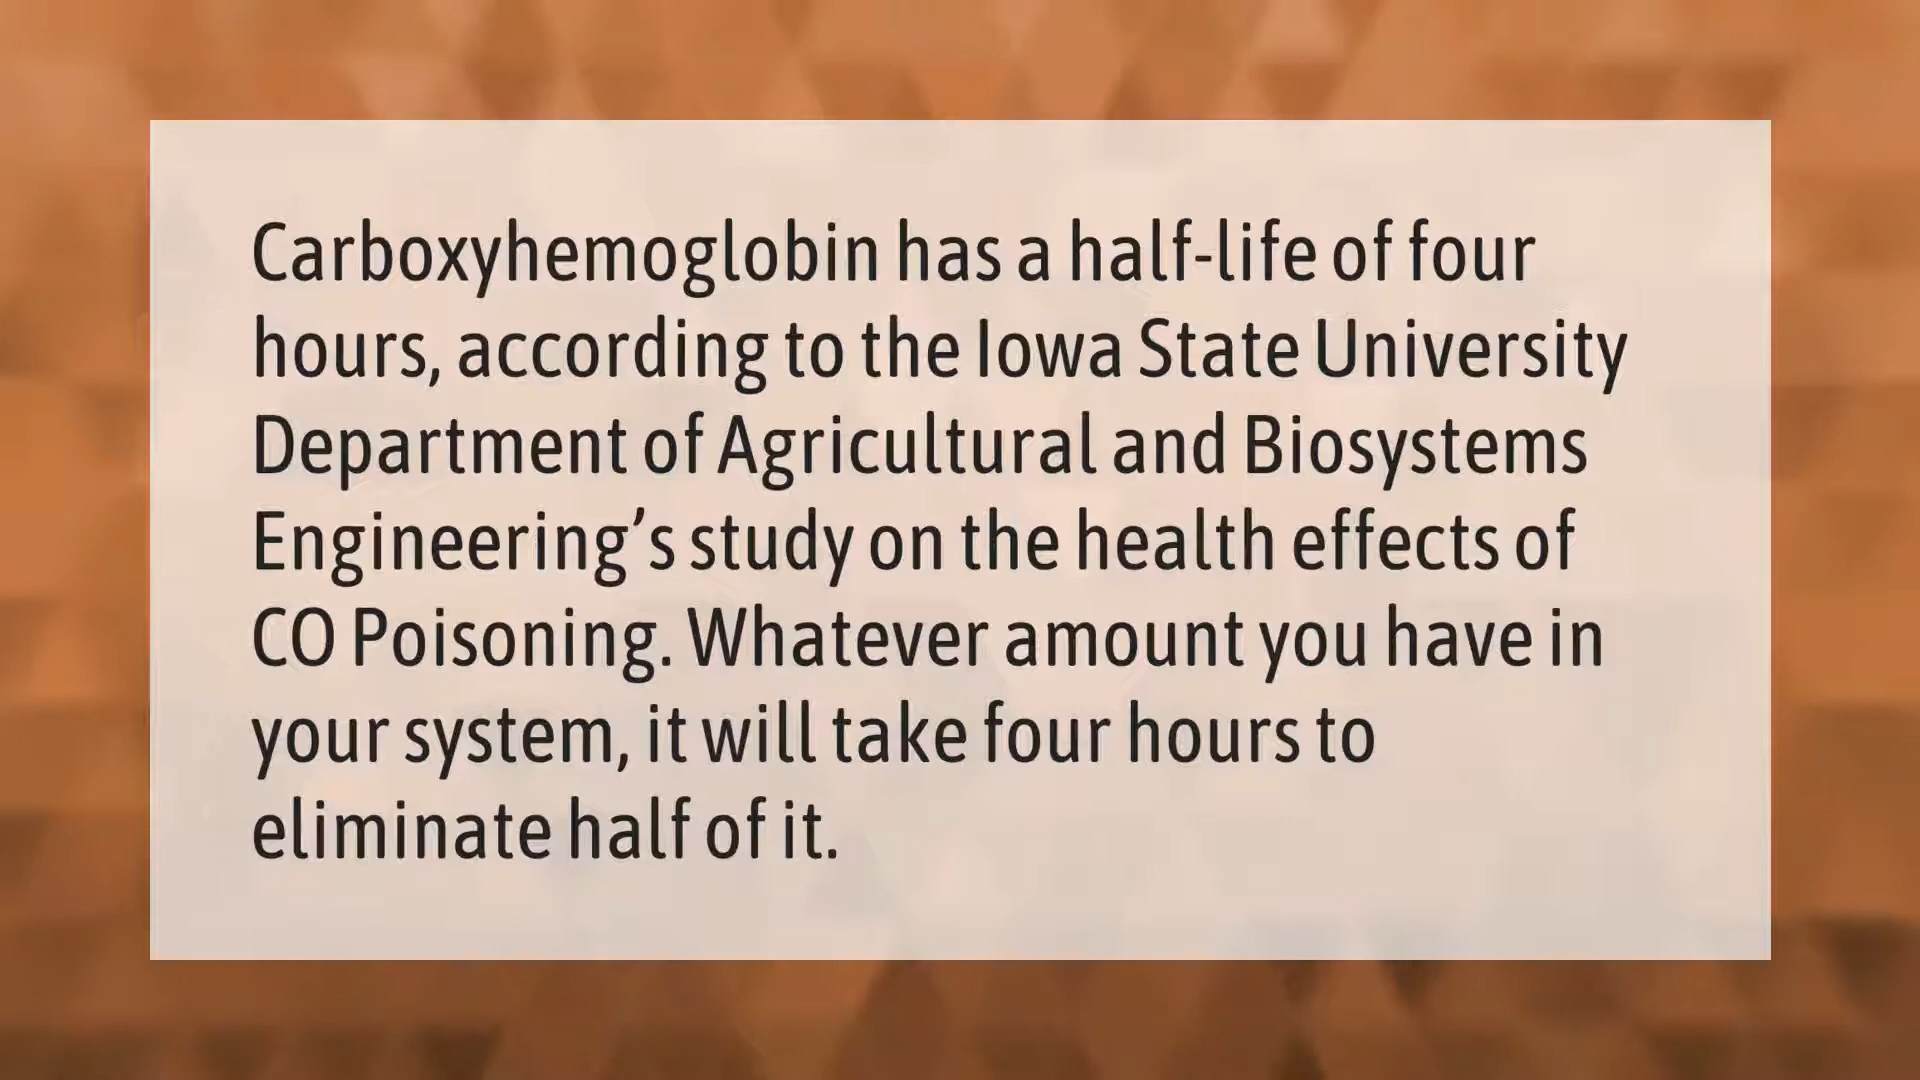 Carboxyhemoglobin has a half-life of four
hours, according to the Iowa State University
Department of Agricultural and Biosystems
Engineering’s study on the health effects of
CO Poisoning. Whatever amount you have in
your system, it will take four hours to
eliminate half of it.